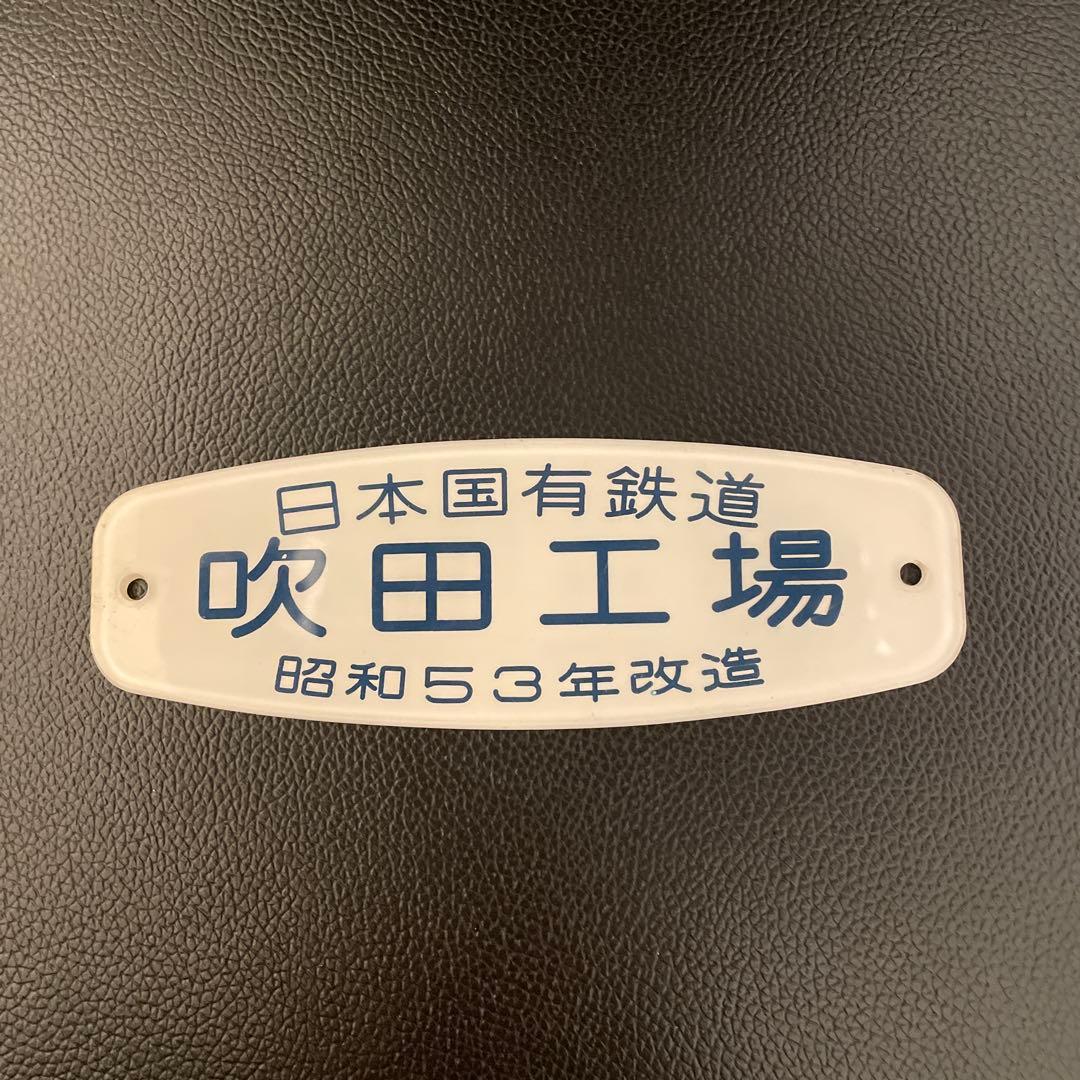 日本国有鉄道
吹田工場
昭和53年改造